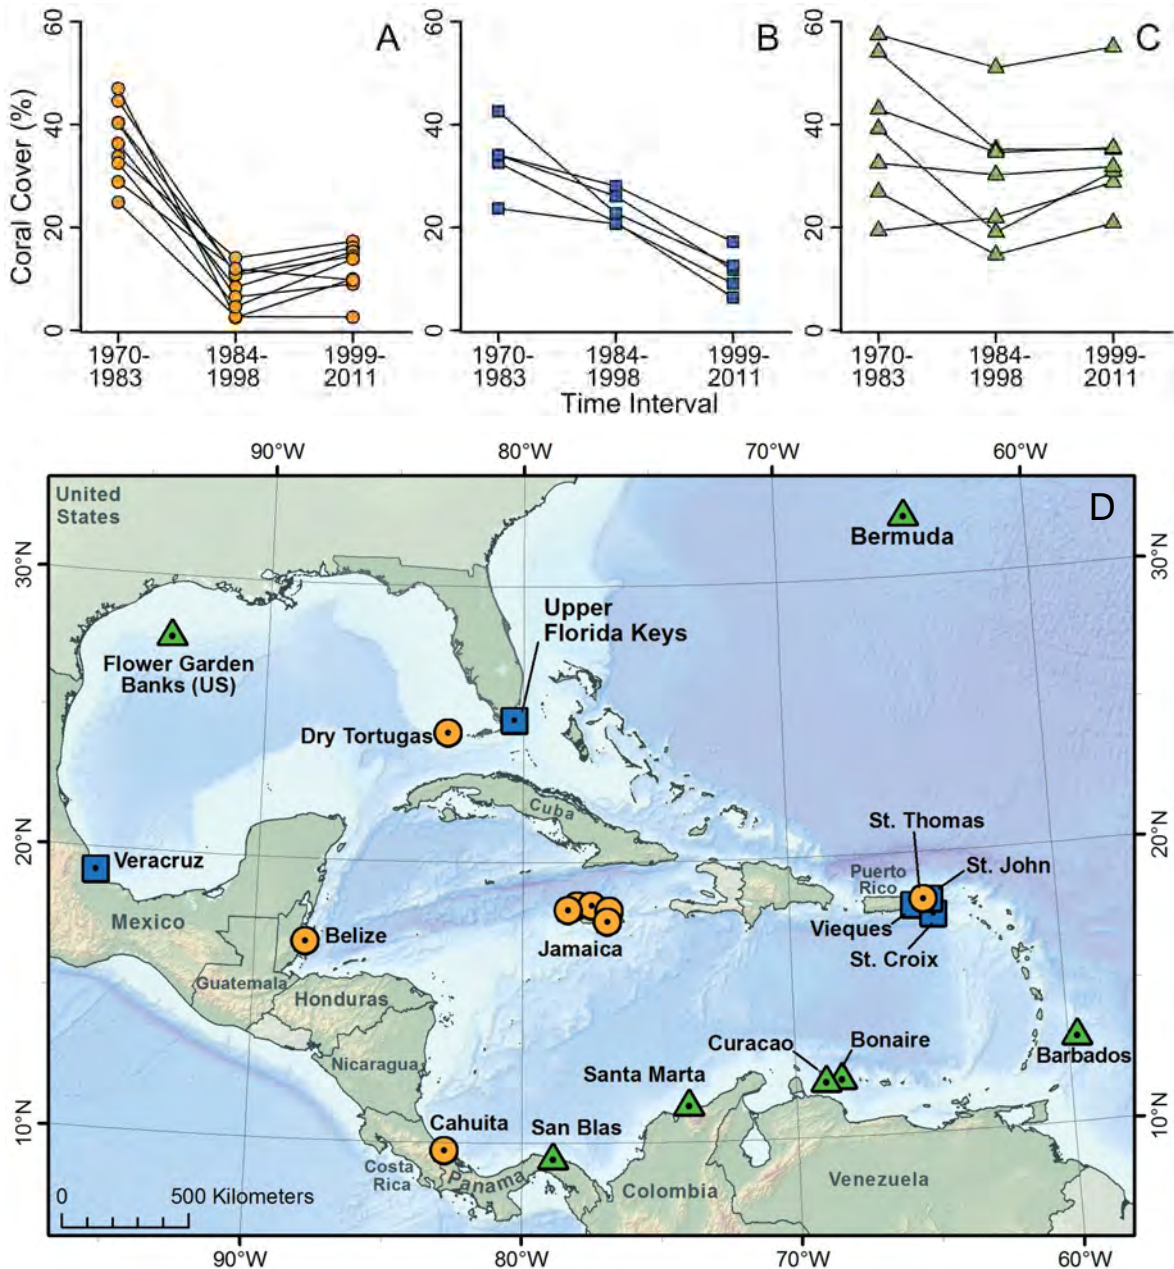 A
B
C
Coral Cover (%)
60
40
20
0
60
40
20
0
60
40
20
0
1970-
1983
1984-
1998
1999-
2011
1970-
1983
1984-
1998
1999-
2011
1970-
1983
1984-
1998
1999-
2011
Time Interval
90°W
80°W
70°W
60°W
D
United
States
Bermuda
30°N
30°N
Upper
Florida Keys
Flower Garden
Banks (US)
Dry Tortugas
Cuba
St. Thomas
20°N
20°N
Veracruz
Puerto
Rico
St. John
Mexico
Vieques
Belize
Jamaica
St. Croix
Guatemala
Honduras
Curacao
Bonaire
Barbados
Nicaragua
Santa Marta
10°N
10°N
Cahuita
San Blas
Costa
Rica
Panama
Colombia
Venezuela
0
500 Kilometers
90°W
80°W
70°W
60°W